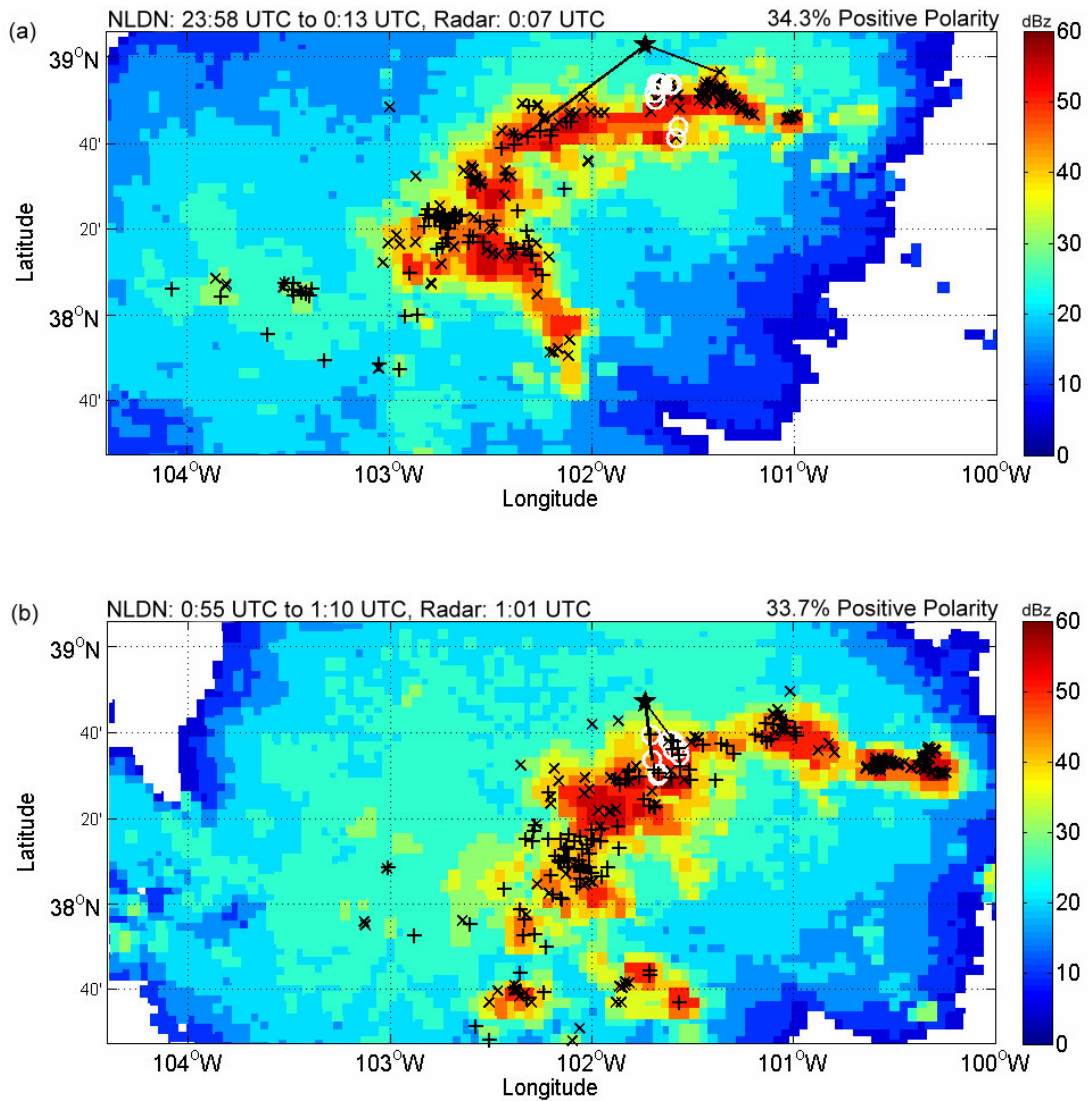 (a)
NLDN: 23:58 UTC to 0:13 UTC, Radar: 0:07 UTC 34.3% Positive Polarity
dBz
60
50
40
30
20
10
0
39°N
40'
20'
38°N
40'
Latitude
104°W 103°W 102°W 101°W 100°W
Longitude
(b)
NLDN: 0:55 UTC to 1:10 UTC, Radar: 1:01 UTC 33.7% Positive Polarity
dBz
60
50
40
30
20
10
0
39°N
40'
20'
38°N
40'
Latitude
104°W 103°W 102°W 101°W 100°W
Longitude